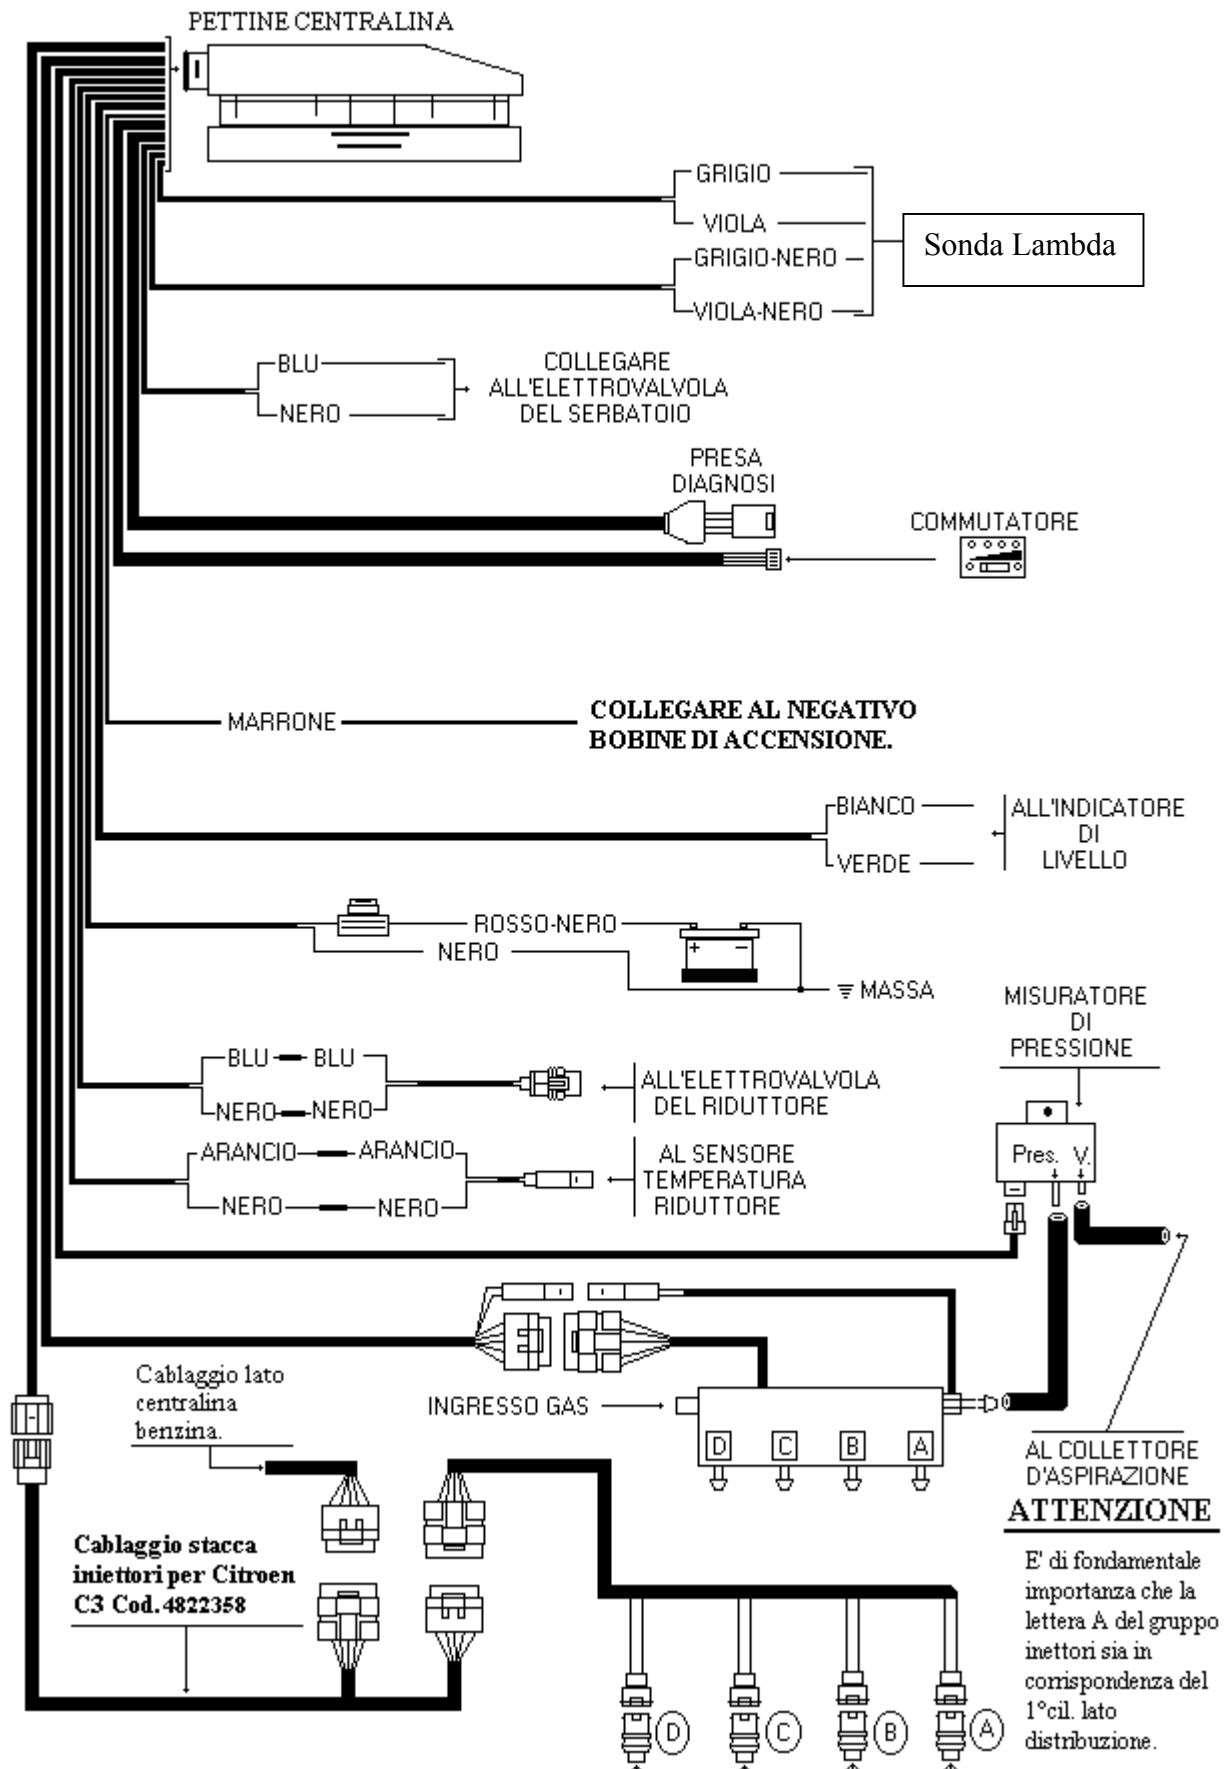 PETTINE CENTRALINA
GRIGIO
VIOLA
GRIGIO-NERO
VIOLA-NERO
Sonda Lambda
BLU
NERO
COLLEGARE
ALL'ELETTROVALVOLA
DEL SERBATOIO
PRESA
DIAGNOSI
COMMUTATORE
MARRONE
COLLEGARE AL NEGATIVO
BOBINE DI ACCENSIONE.
BIANCO
VERDE
ALL'INDICATORE
DI
LIVELLO
ROSSO-NERO
NERO
+ −
MASSA
MISURATORE
DI
PRESSIONE
BLU BLU
NERO NERO
ALL'ELETTROVALVOLA
DEL RIDUTTORE
Pres. V.
ARANCIO ARANCIO
NERO NERO
AL SENSORE
TEMPERATURA
RIDUTTORE
Cablaggio lato
centralina
benzina.
INGRESSO GAS
D C B A
AL COLLETTORE
D'ASPIRAZIONE
ATTENZIONE
E' di fondamentale
importanza che la
lettera A del gruppo
inettori sia in
corrispondenza del
1°cil. lato
distribuzione.
Cablaggio stacca
iniettori per Citroen
C3 Cod.4822358
D C B A